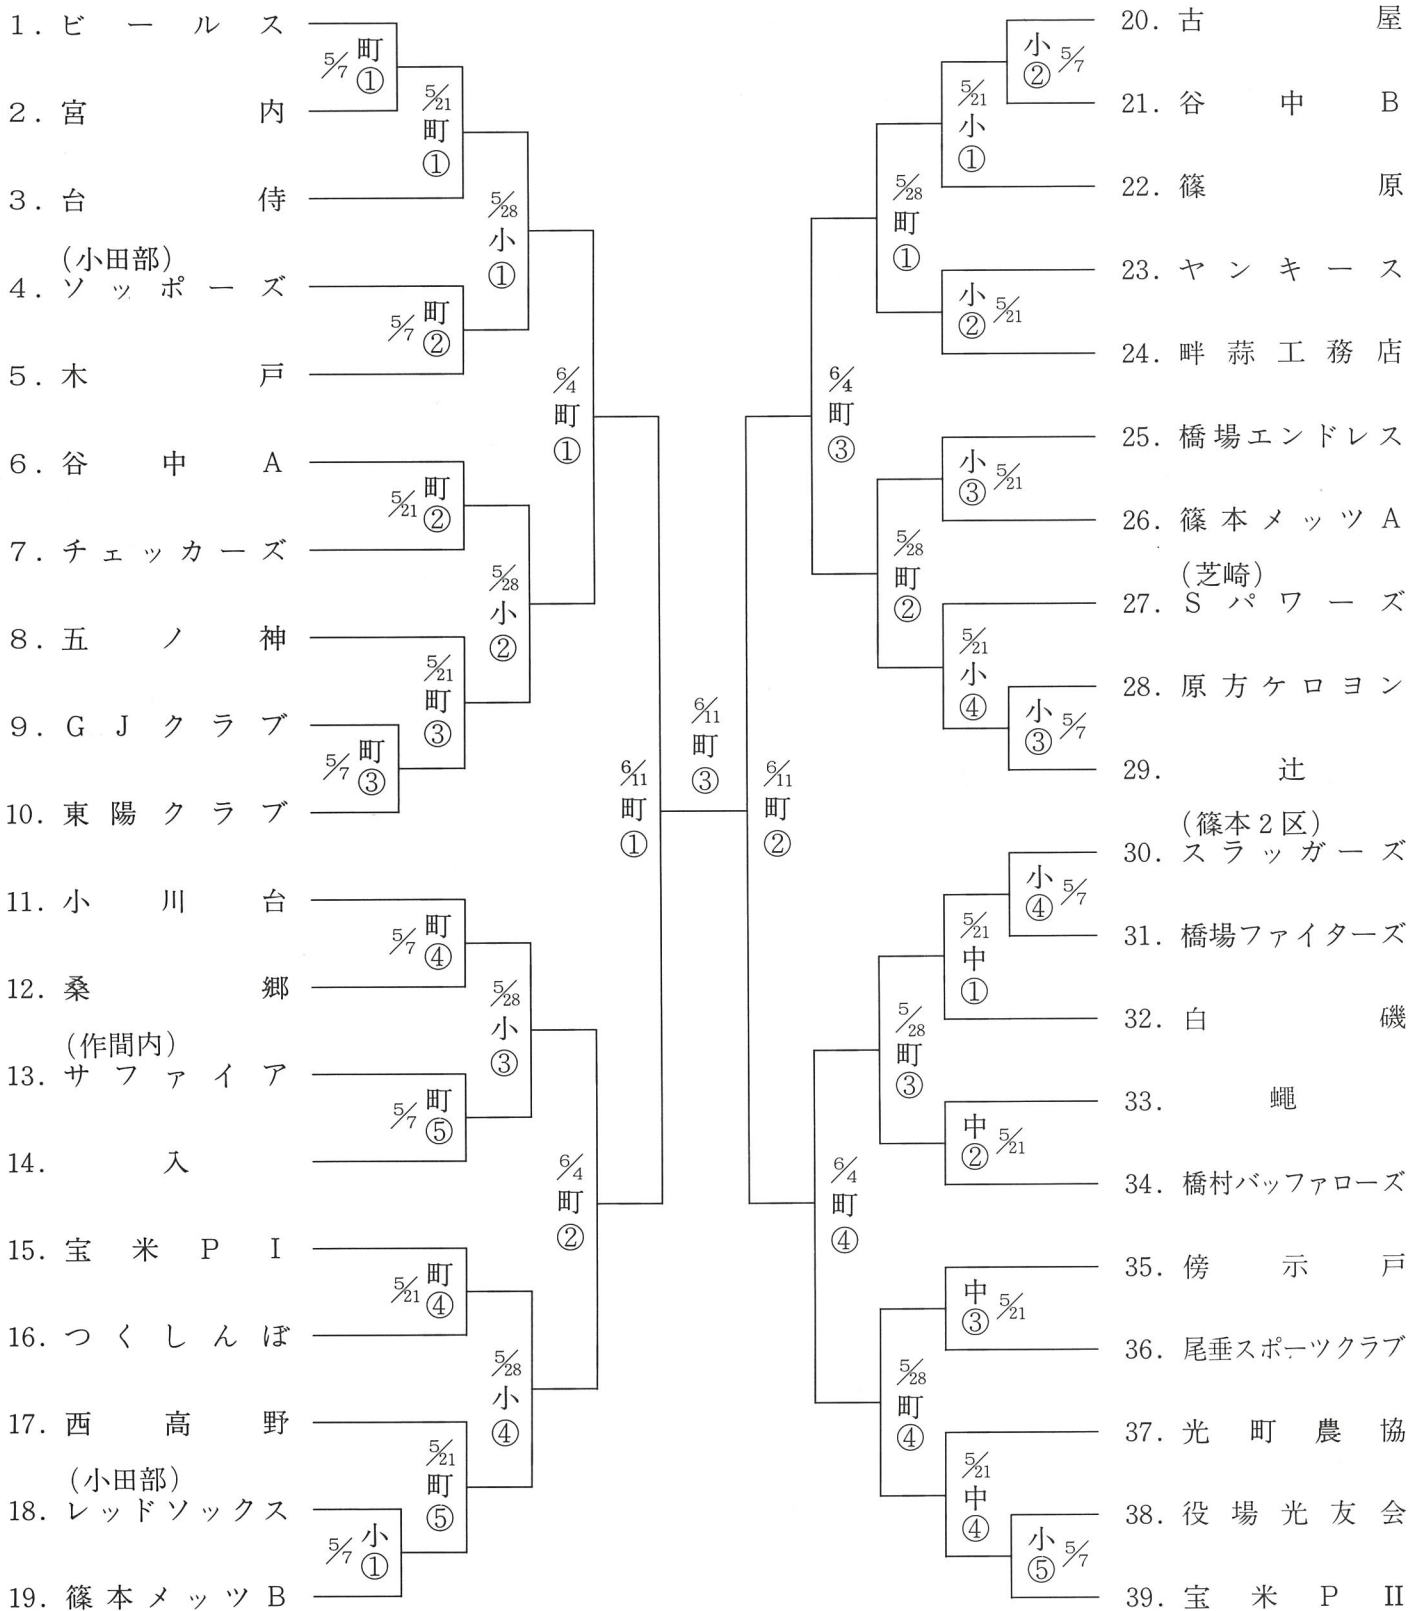 1. ビールス
2. 宮内
3. 台侍
(小田部)
4. ソッポーズ
5. 木戸
6. 谷中A
7. チェッカーズ
8. 五ノ神
9. GJクラブ
10. 東陽クラブ
11. 小川台
12. 桑郷
(作間内)
13. サファイア
14. 入
15. 宝米PI
16. つくしんぼ
17. 西高野
(小田部)
18. レッドソックス
19. 篠本メッツB
5/7 町①
5/7 町②
5/7 町③
5/7 町④
5/7 町⑤
5/7 小①
5/21 町①
5/21 町②
5/21 町③
5/21 町④
5/21 町⑤
5/28 小①
5/28 小②
5/28 小③
5/28 小④
6/4 町①
6/4 町②
6/11 町①
6/11 町③
6/11 町②
6/4 町③
6/4 町④
5/28 町①
5/28 町②
5/28 町③
5/28 町④
5/21 小①
小② 5/21
小③ 5/21
5/21 小④
5/21 中①
中② 5/21
中③ 5/21
5/21 中④
小② 5/7
小③ 5/7
小④ 5/7
小⑤ 5/7
20. 古屋
21. 谷中B
22. 篠原
23. ヤンキース
24. 畔蒜工務店
25. 橋場エンドレス
26. 篠本メッツA
(芝崎)
27. Sパワーズ
28. 原方ケロヨン
29. 辻
(篠本2区)
30. スラッガーズ
31. 橋場ファイターズ
32. 白磯
33. 蠅
34. 橋村バッファローズ
35. 傍示戸
36. 尾垂スポーツクラブ
37. 光町農協
38. 役場光友会
39. 宝米PII